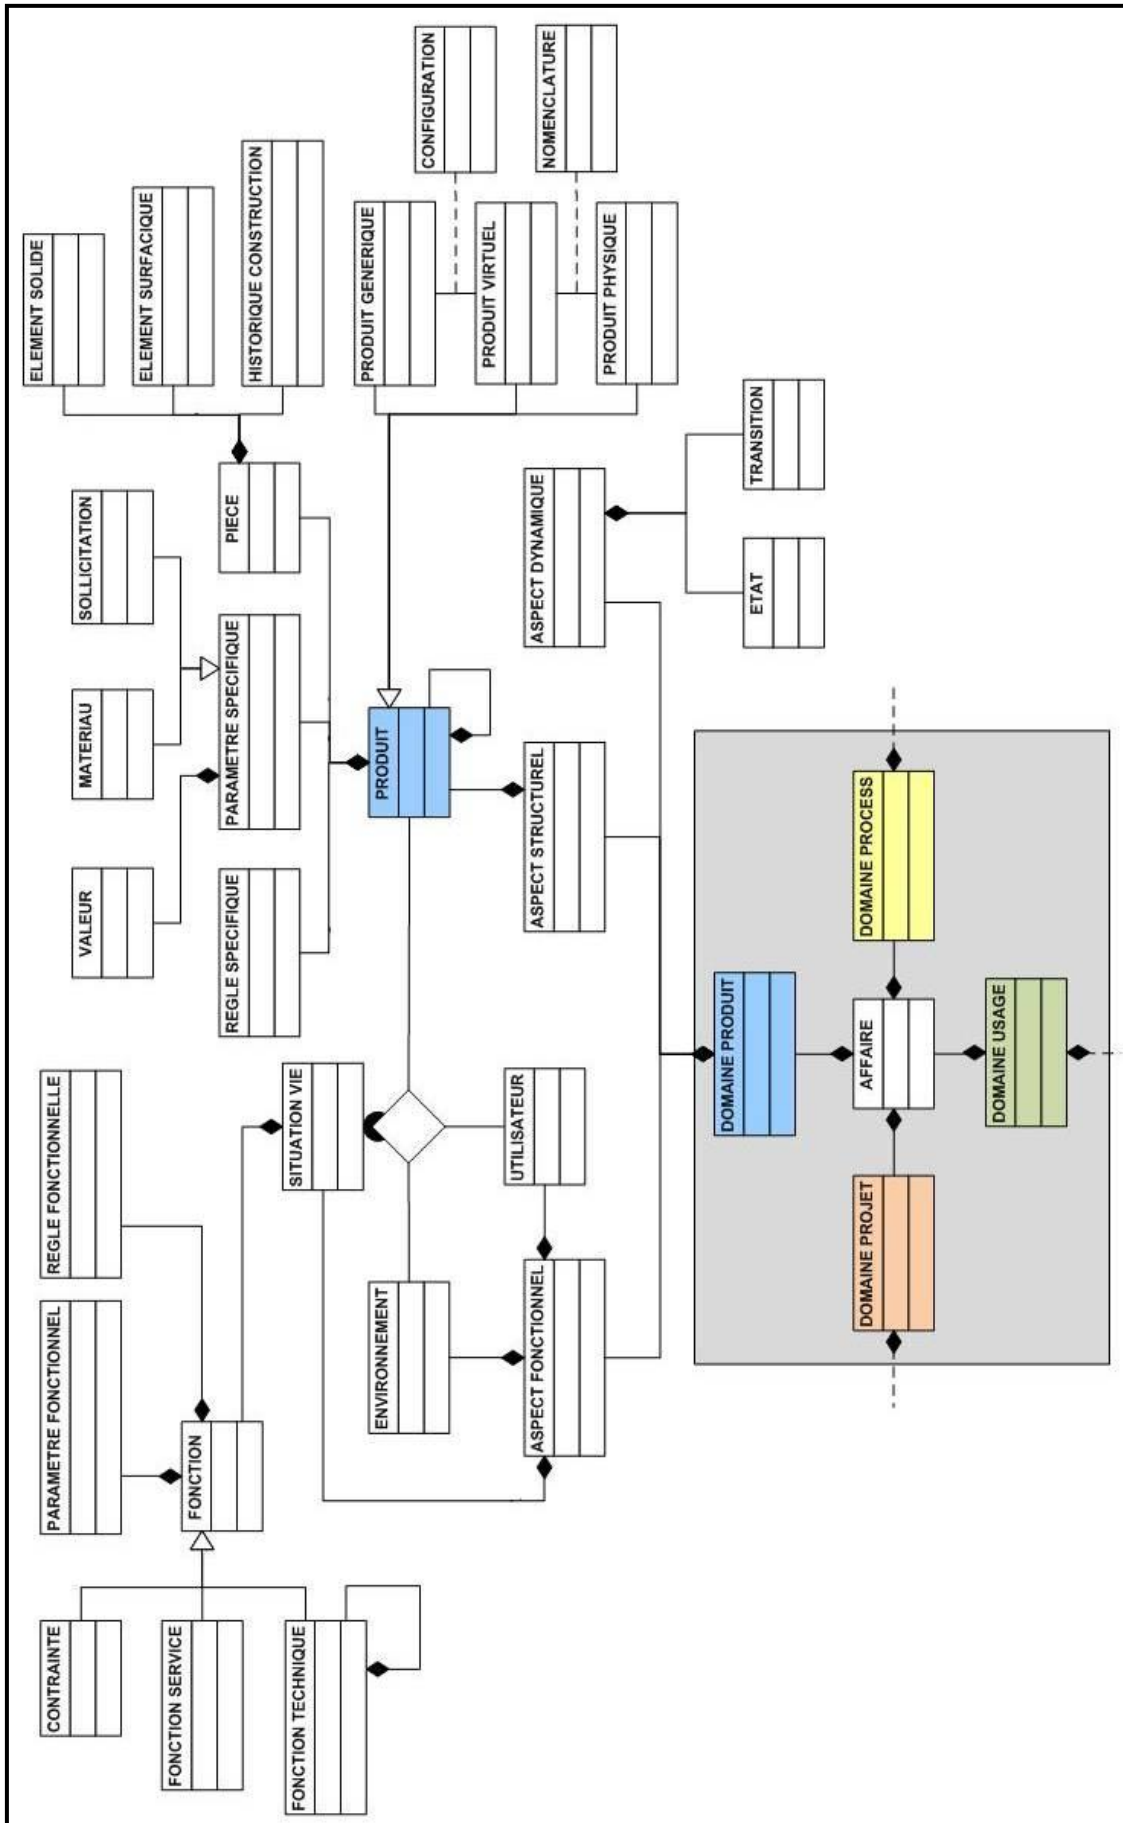 CONTRAINTE
FONCTION SERVICE
FONCTION TECHNIQUE
PARAMETRE FONCTIONNEL
REGLE FONCTIONNELLE
FONCTION
SITUATION VIE
ENVIRONNEMENT
UTILISATEUR
ASPECT FONCTIONNEL
VALEUR
MATERIAU
SOLLICITATION
REGLE SPECIFIQUE
PARAMETRE SPECIFIQUE
PIECE
ELEMENT SOLIDE
ELEMENT SURFACIQUE
HISTORIQUE CONSTRUCTION
PRODUIT
PRODUIT GENERIQUE
PRODUIT VIRTUEL
PRODUIT PHYSIQUE
CONFIGURATION
NOMENCLATURE
ASPECT STRUCTUREL
ASPECT DYNAMIQUE
ETAT
TRANSITION
DOMAINE PRODUIT
DOMAINE PROJET
AFFAIRE
DOMAINE PROCESS
DOMAINE USAGE